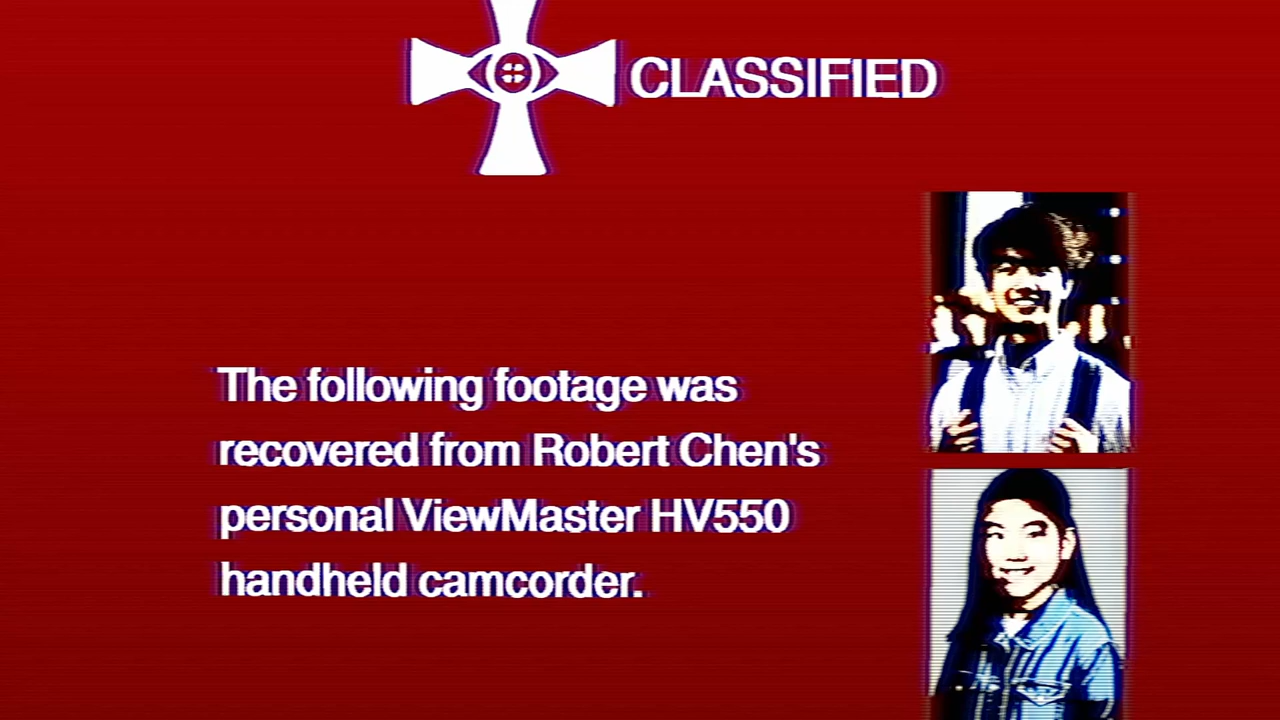 CLASSIFIED
The following footage was
recovered from Robert Chen's
personal ViewMaster HV550
handheld camcorder.